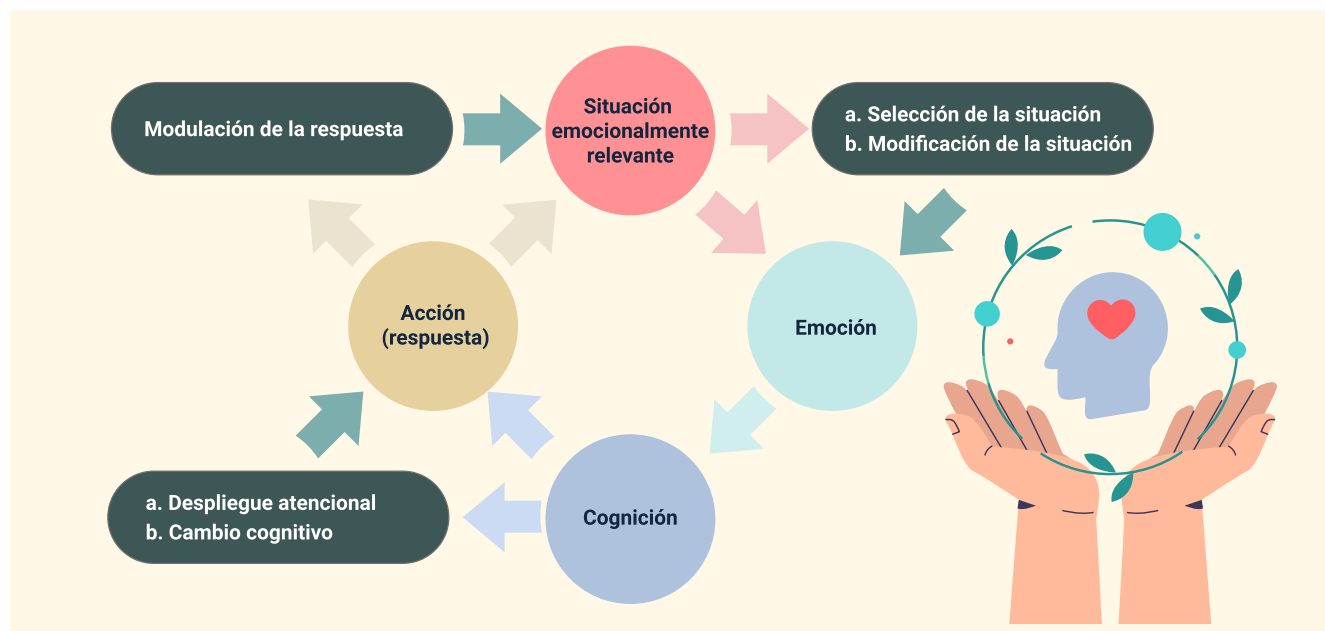 Modulación de la respuesta
Situación
emocionalmente
relevante
a. Selección de la situación
b. Modificación de la situación
Acción
(respuesta)
Emoción
a. Despliegue atencional
b. Cambio cognitivo
Cognición